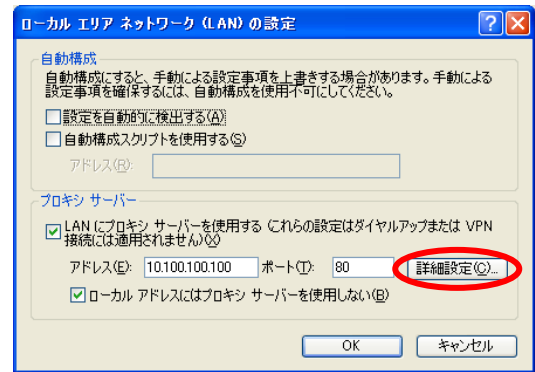 ローカル エリア ネットワーク (LAN) の設定
自動構成
自動構成にすると、手動による設定事項を上書きする場合があります。手動による
設定事項を確保するには、自動構成を使用不可にしてください。
設定を自動的に検出する(A)
自動構成スクリプトを使用する(S)
アドレス(R):
プロキシ サーバー
LAN にプロキシ サーバーを使用する (これらの設定はダイヤルアップまたは VPN
接続には適用されません)(X)
アドレス(E): 10.100.100.100 ポート(T): 80 詳細設定(C)...
ローカル アドレスにはプロキシ サーバーを使用しない(B)
OK キャンセル